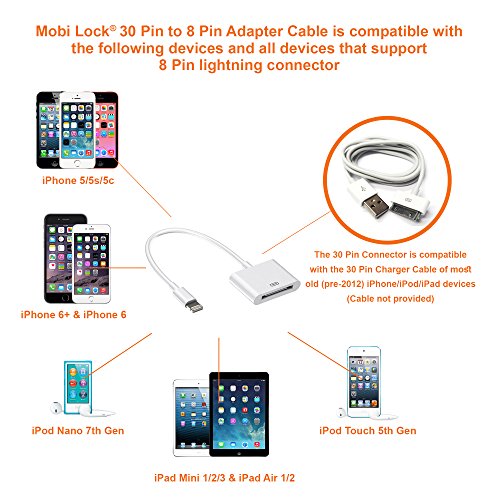 Mobi Lock® 30 Pin to 8 Pin Adapter Cable is compatible with
the following devices and all devices that support
8 Pin lightning connector
iPhone 5/5s/5c
The 30 Pin Connector is compatible
with the 30 Pin Charger Cable of most
old (pre-2012) iPhone/iPod/iPad devices
(Cable not provided)
iPhone 6+ & iPhone 6
iPod Nano 7th Gen
iPod Touch 5th Gen
iPad Mini 1/2/3 & iPad Air 1/2